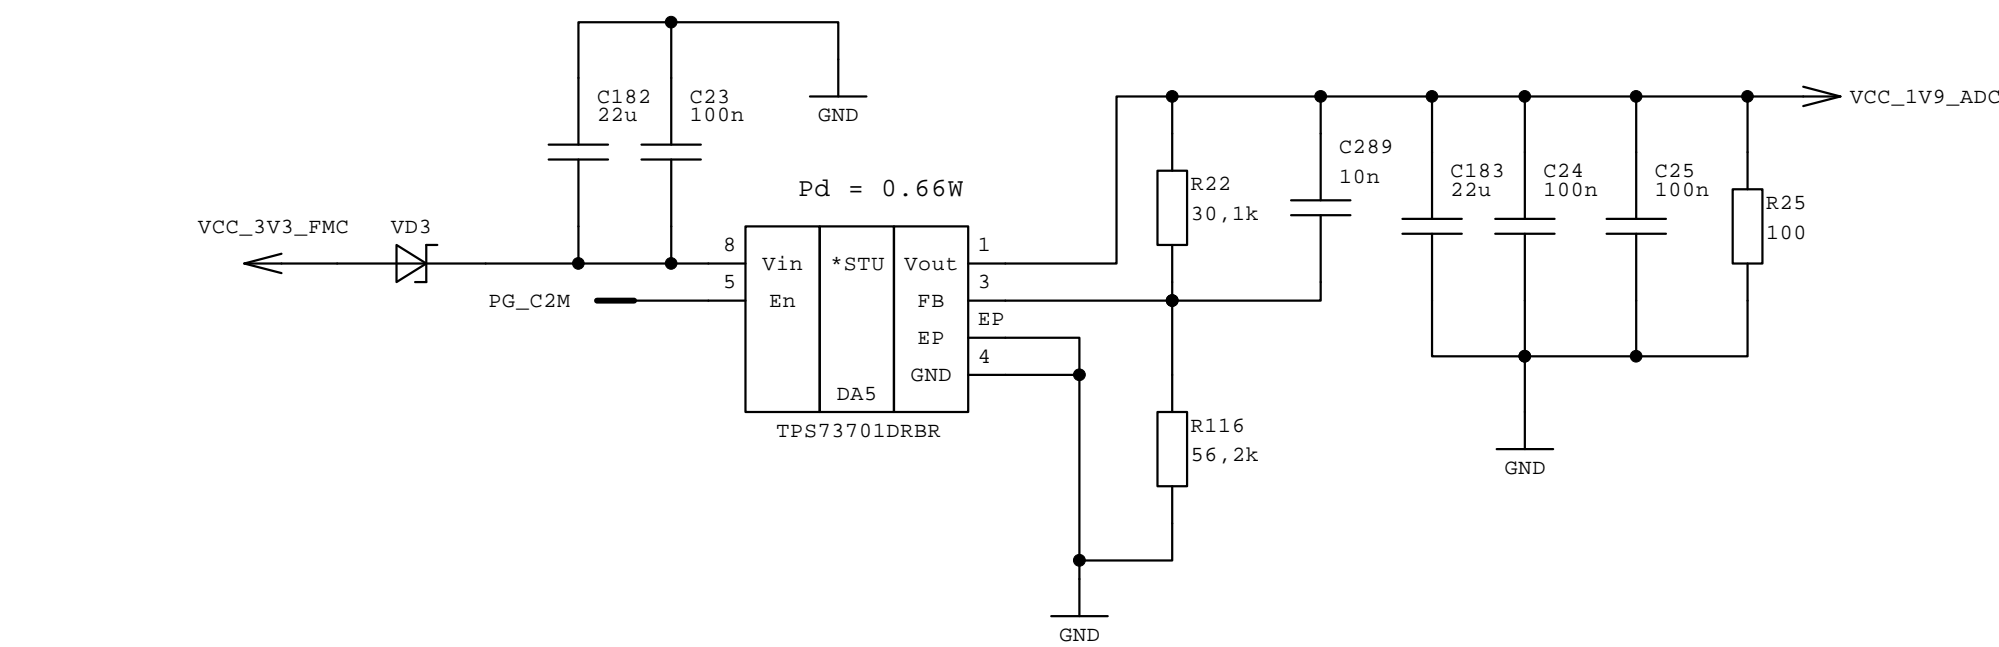 C182
22u
C23
100n
GND
VCC_1V9_ADC
C289
10n
Pd = 0.66W
R22
30,1k
C183
22u
C24
100n
C25
100n
R25
100
VCC_3V3_FMC
VD3
8
Vin
*STU
Vout
1
5
PG_C2M
En
FB
3
EP
EP
GND
4
DA5
TPS73701DRBR
R116
56,2k
GND
GND